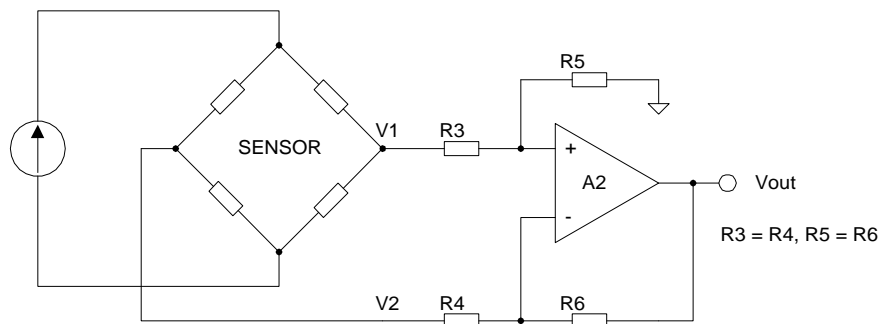 R5
V1
R3
SENSOR
+
A2
Vout
-
R3 = R4, R5 = R6
V2
R4
R6